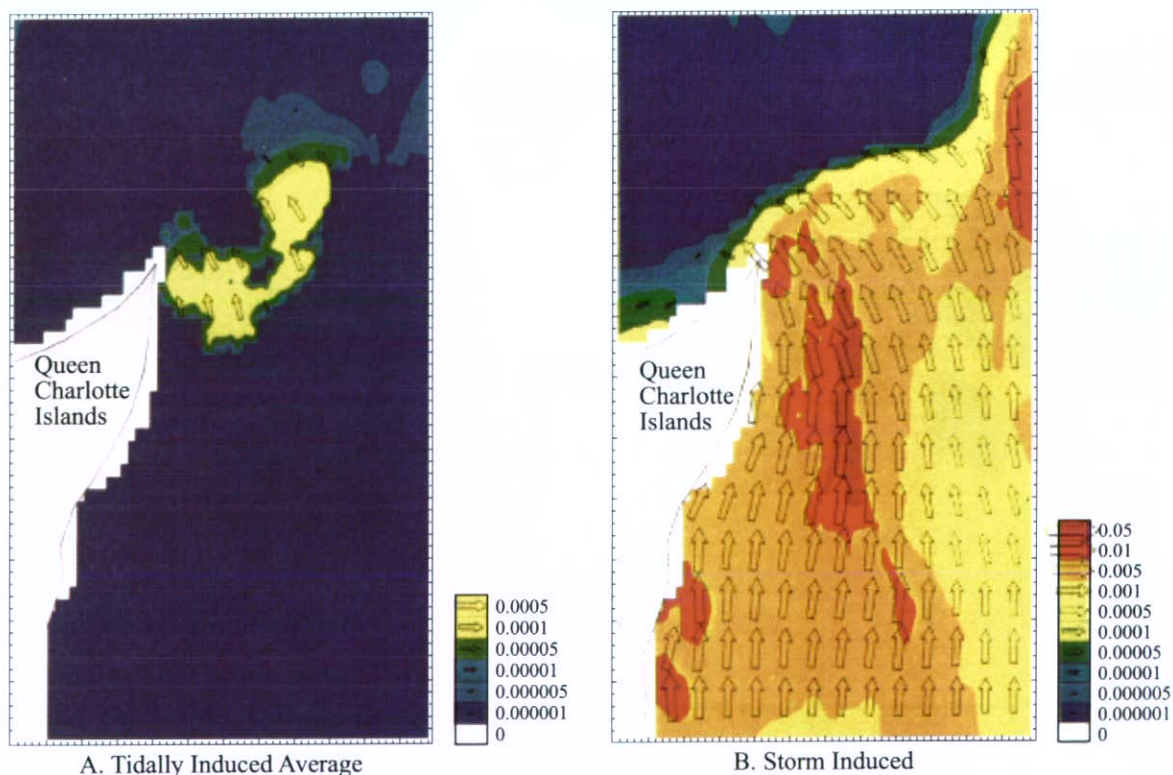 Queen
Charlotte
Islands
0.0005
0.0001
0.00005
0.00001
0.000005
0.000001
0
A. Tidally Induced Average
Queen
Charlotte
Islands
0.05
0.01
0.005
0.001
0.0005
0.0001
0.00005
0.00001
0.000005
0.000001
0
B. Storm Induced